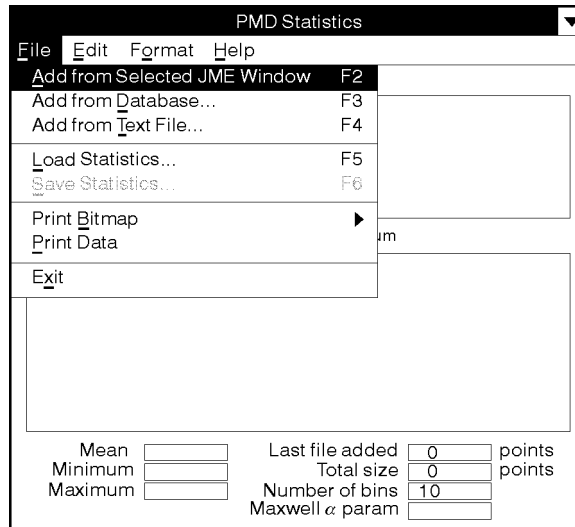 PMD Statistics
File Edit Format Help
Add from Selected JME Window F2
Add from Database... F3
Add from Text File... F4
Load Statistics... F5
Save Statistics... F6
Print Bitmap
um
Print Data
Exit
Mean Last file added 0 points
Minimum Total size 0 points
Maximum Number of bins 10
Maxwell α param